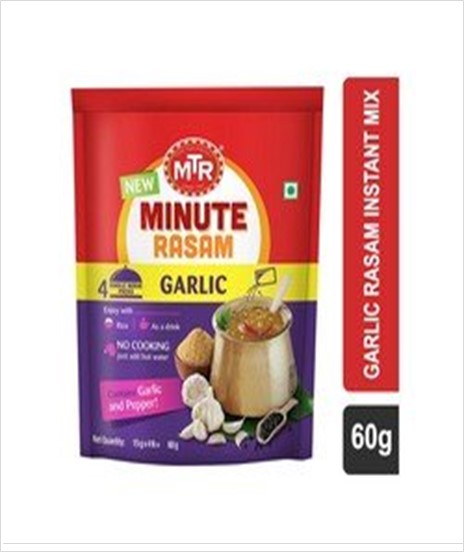 MTR
NEW
MINUTE
RASAM
GARLIC
4
Enjoy with
Rice
As a drink
NO COOKING
just add hot water
Garlic
and Pepper!
Net Quantity:
60g
GARLIC RASAM INSTANT MIX
60g